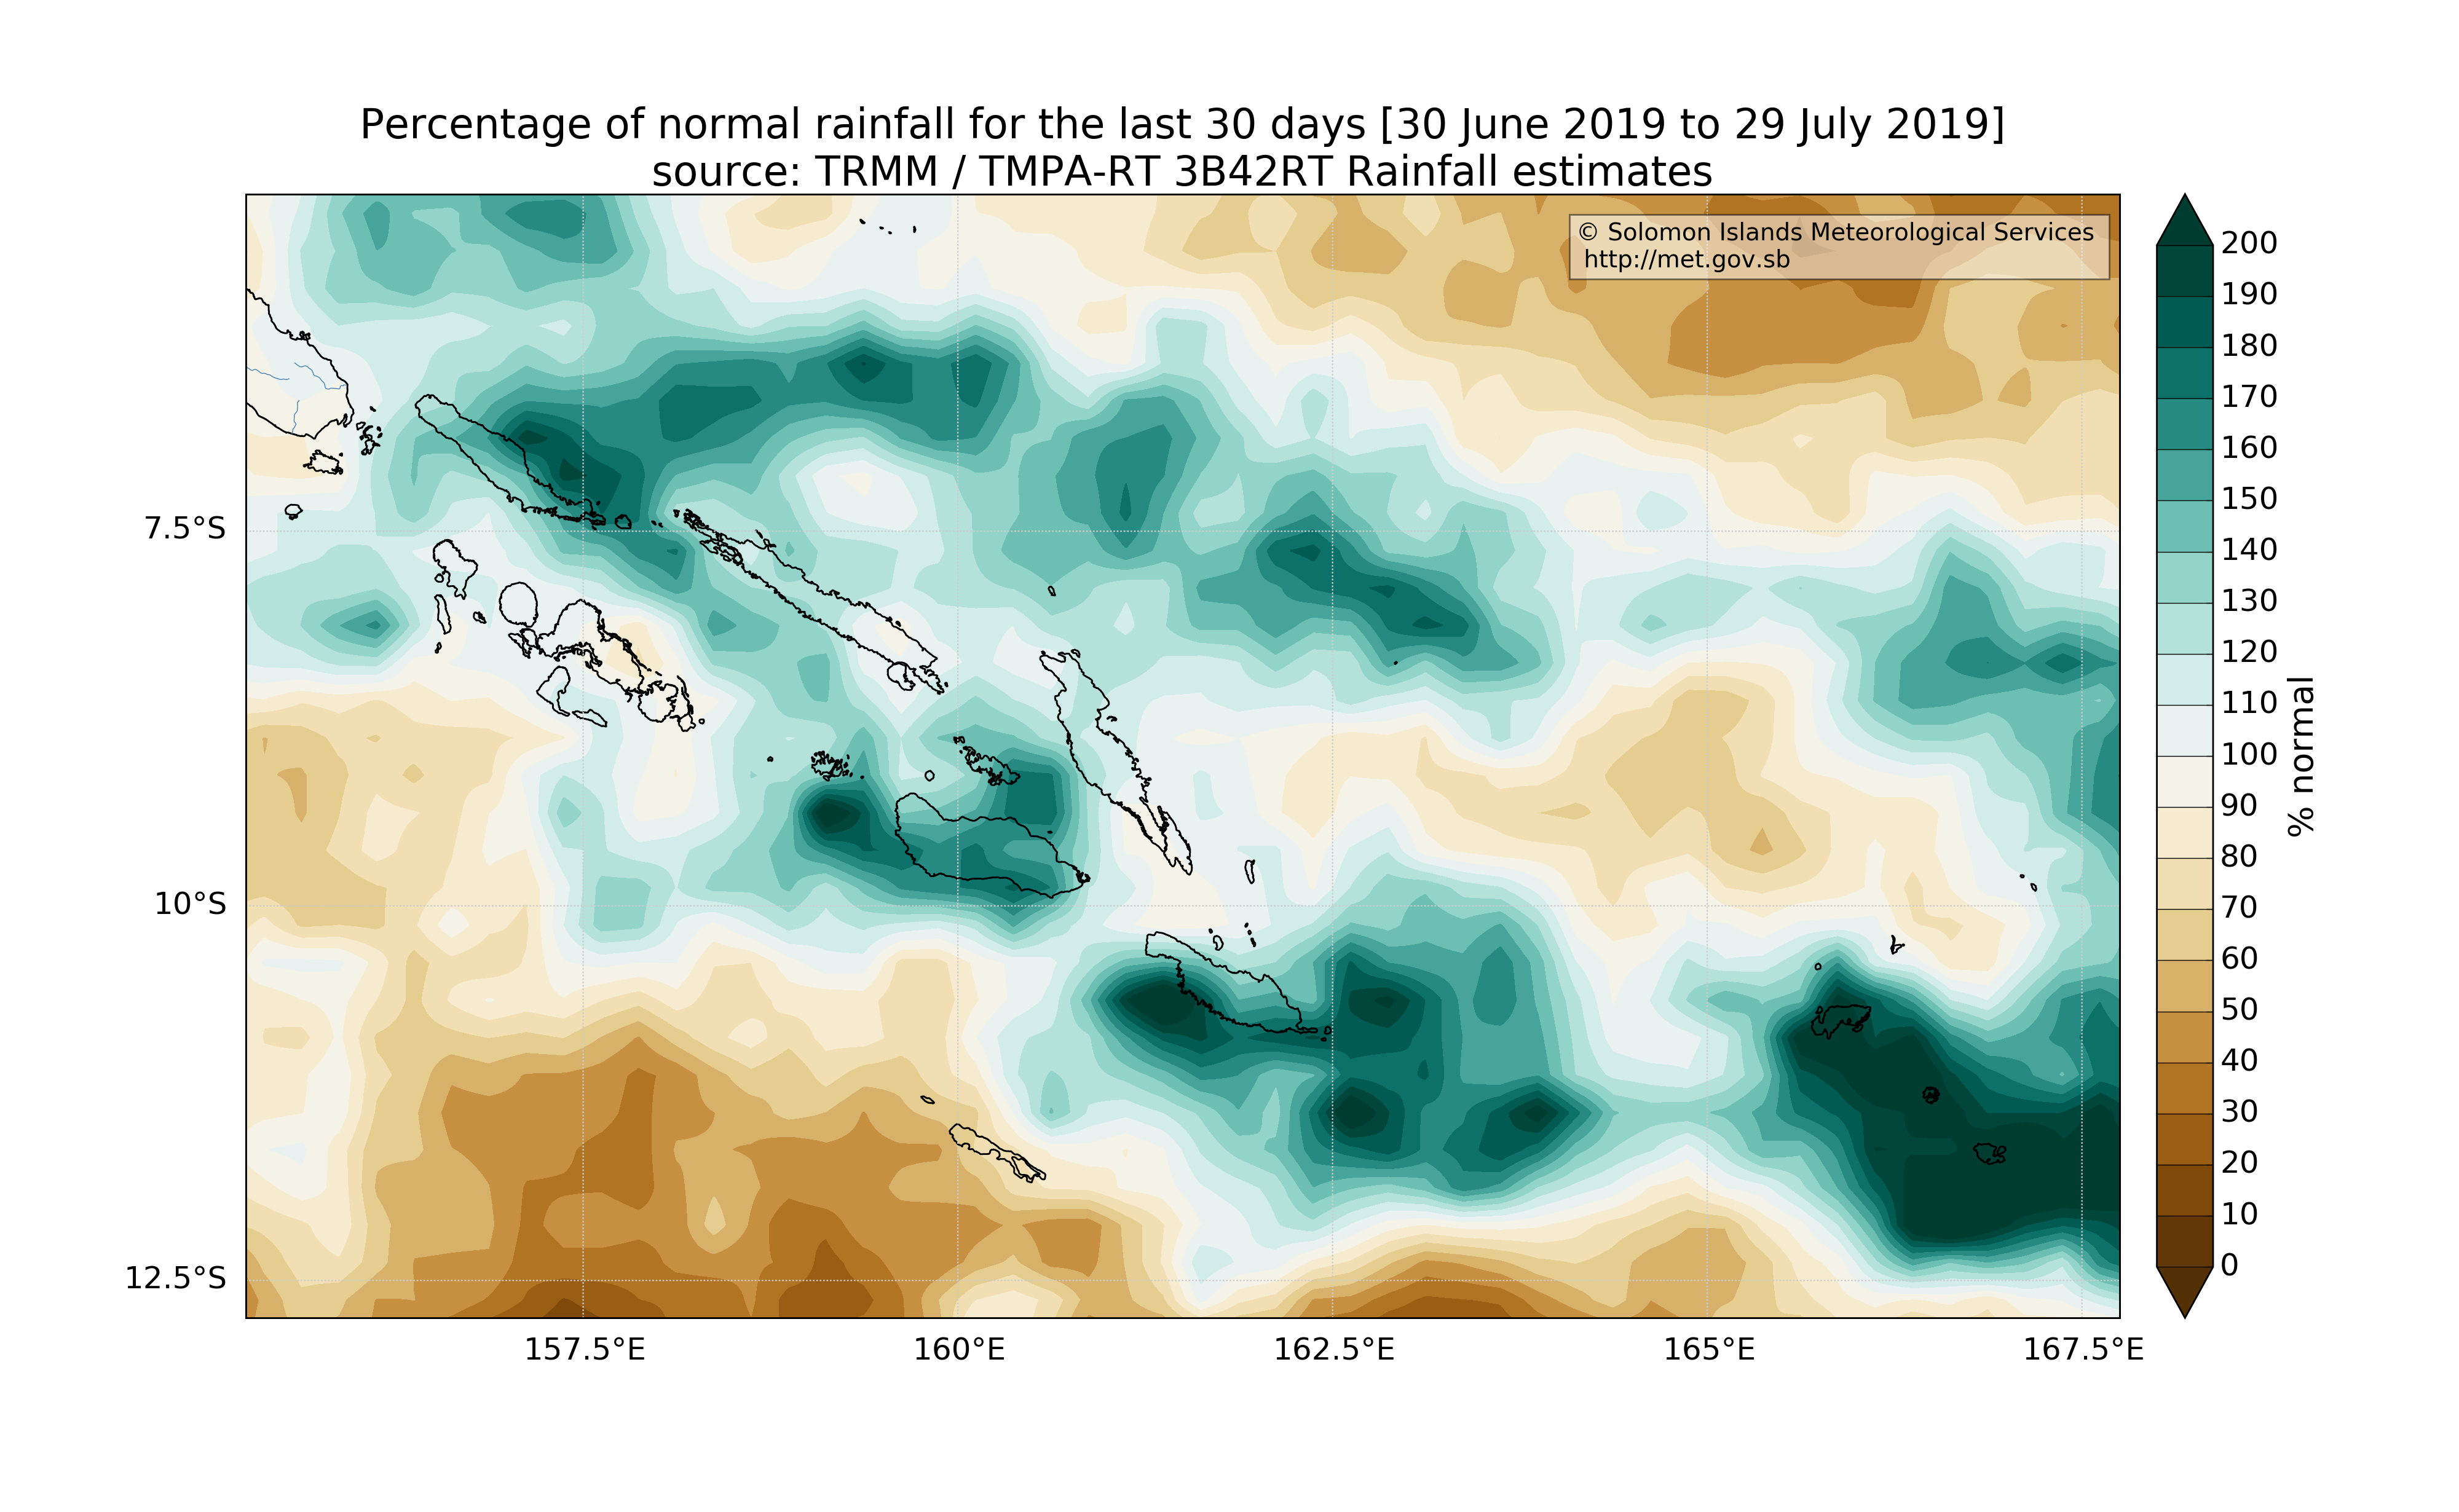 Percentage of normal rainfall for the last 30 days [30 June 2019 to 29 July 2019]
source: TRMM / TMPA-RT 3B42RT Rainfall estimates
© Solomon Islands Meteorological Services
http://met.gov.sb
7.5°S
10°S
12.5°S
157.5°E
160°E
162.5°E
165°E
167.5°E
200
190
180
170
160
150
140
130
120
110
100
90
80
70
60
50
40
30
20
10
0
% normal